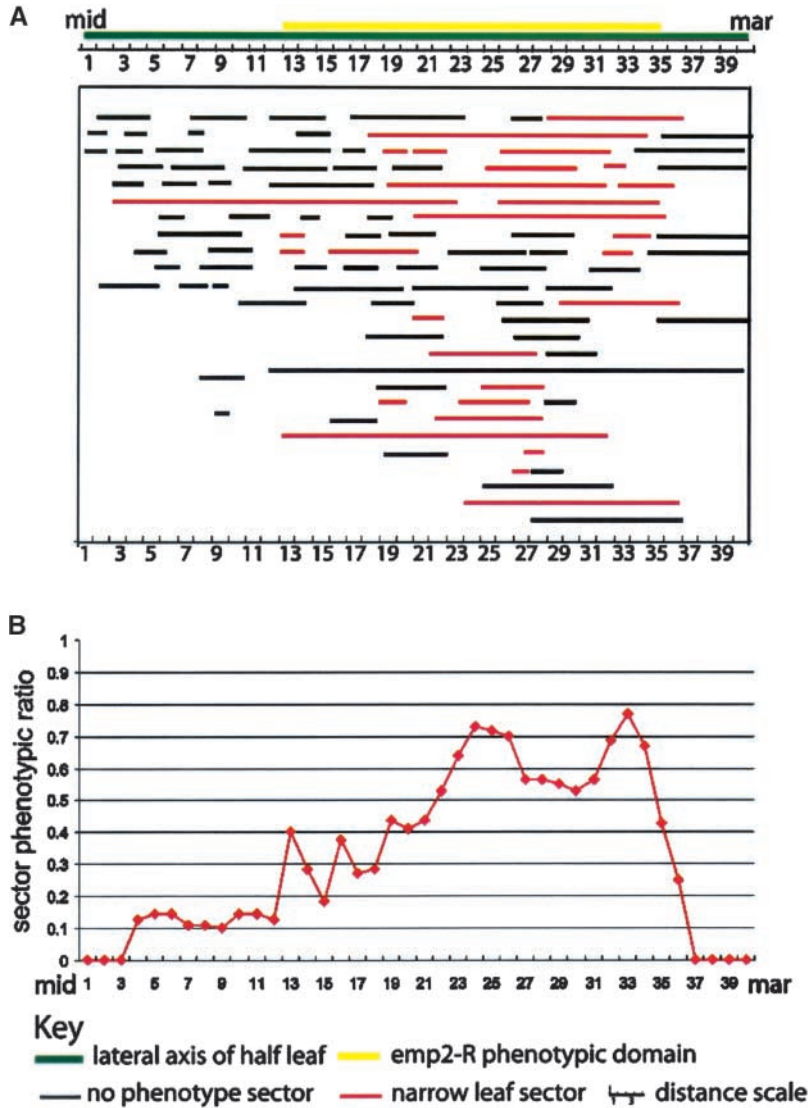 A
mid mar
1 3 5 7 9 11 13 15 17 19 21 23 25 27 29 31 33 35 37 39
1 3 5 7 9 11 13 15 17 19 21 23 25 27 29 31 33 35 37 39
B
sector phenotypic ratio
1
0.9
0.8
0.7
0.6
0.5
0.4
0.3
0.2
0.1
0
mid 1 3 5 7 9 11 13 15 17 19 21 23 25 27 29 31 33 35 37 39 mar
Key
lateral axis of half leaf emp2-R phenotypic domain
no phenotype sector narrow leaf sector distance scale